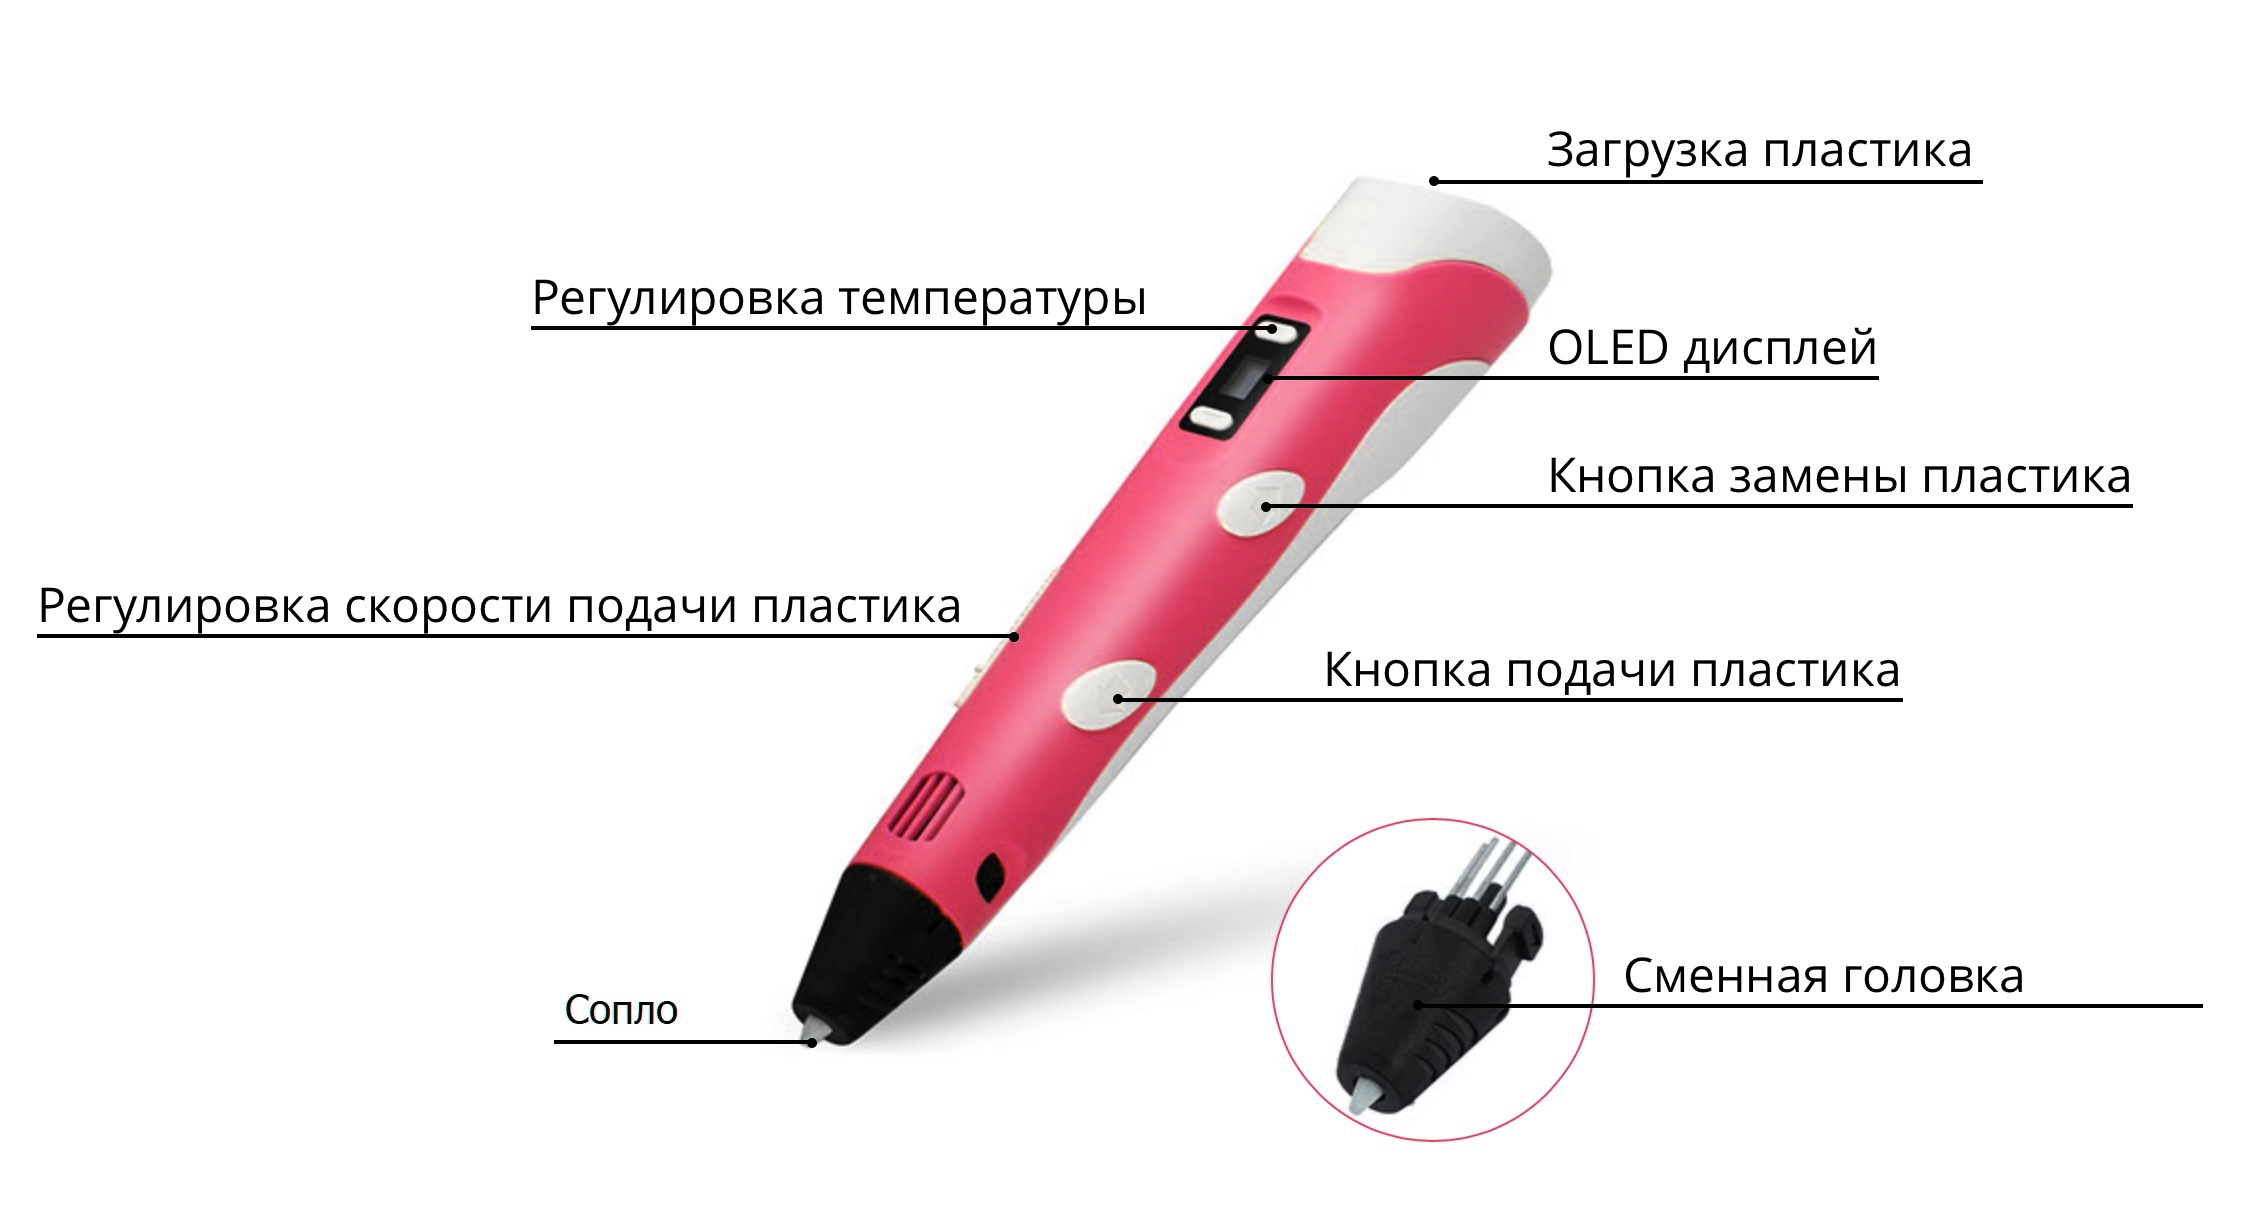 Загрузка пластика
Регулировка температуры
OLED дисплей
Кнопка замены пластика
Регулировка скорости подачи пластика
Кнопка подачи пластика
Сменная головка
Сопло